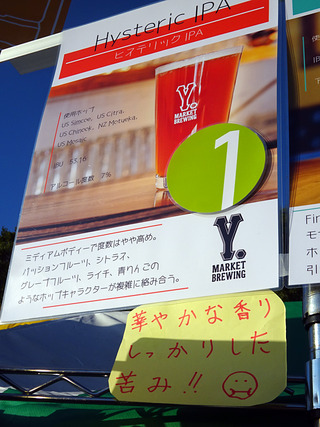 Hysteric IPA
ヒステリック IPA
使用ホップ
US Simcoe, US Citra,
US Chinook, NZ Motueka,
US Mosaic
IBU 63.16
アルコール度数 7%
Y.
MARKET
BREWING
1
ミディアムボディーで度数はやや高め。
パッションフルーツ、シトラス、
グレープフルーツ、ライチ、青りんごの
ようなホップキャラクターが複雑に絡み合う。
Y.
MARKET
BREWING
華やかな香り
しっかりした
苦み!!